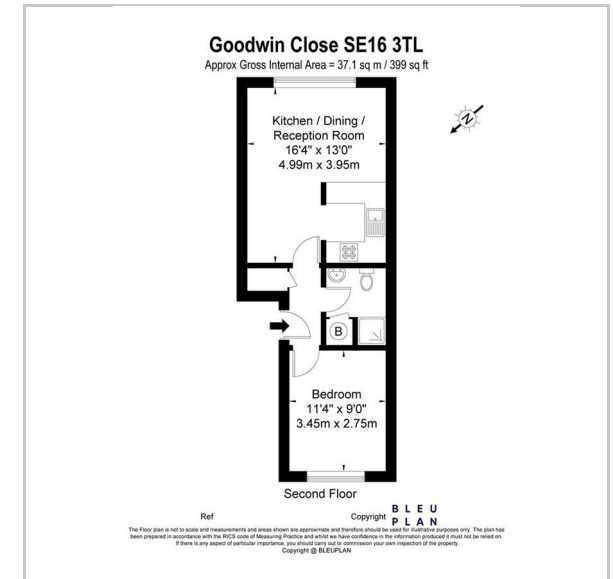 Goodwin Close SE16 3TL
Approx Gross Internal Area = 37.1 sq m / 399 sq ft
N
Kitchen / Dining /
Reception Room
16'4" x 13'0"
4.99m x 3.95m
B
Bedroom
11'4" x 9'0"
3.45m x 2.75m
Second Floor
Ref
Copyright
BLEU
PLAN
The Floor plan is not to scale and measurements and areas shown are approximate and therefore should be used for illustrative purposes only. The plan has
been prepared in accordance with the RICS code of Measuring Practice and whilst we have confidence in the information produced it must not be relied on.
If there is any aspect of particular importance, you should carry out or commission your own inspection of the property.
Copyright @ BLEUPLAN